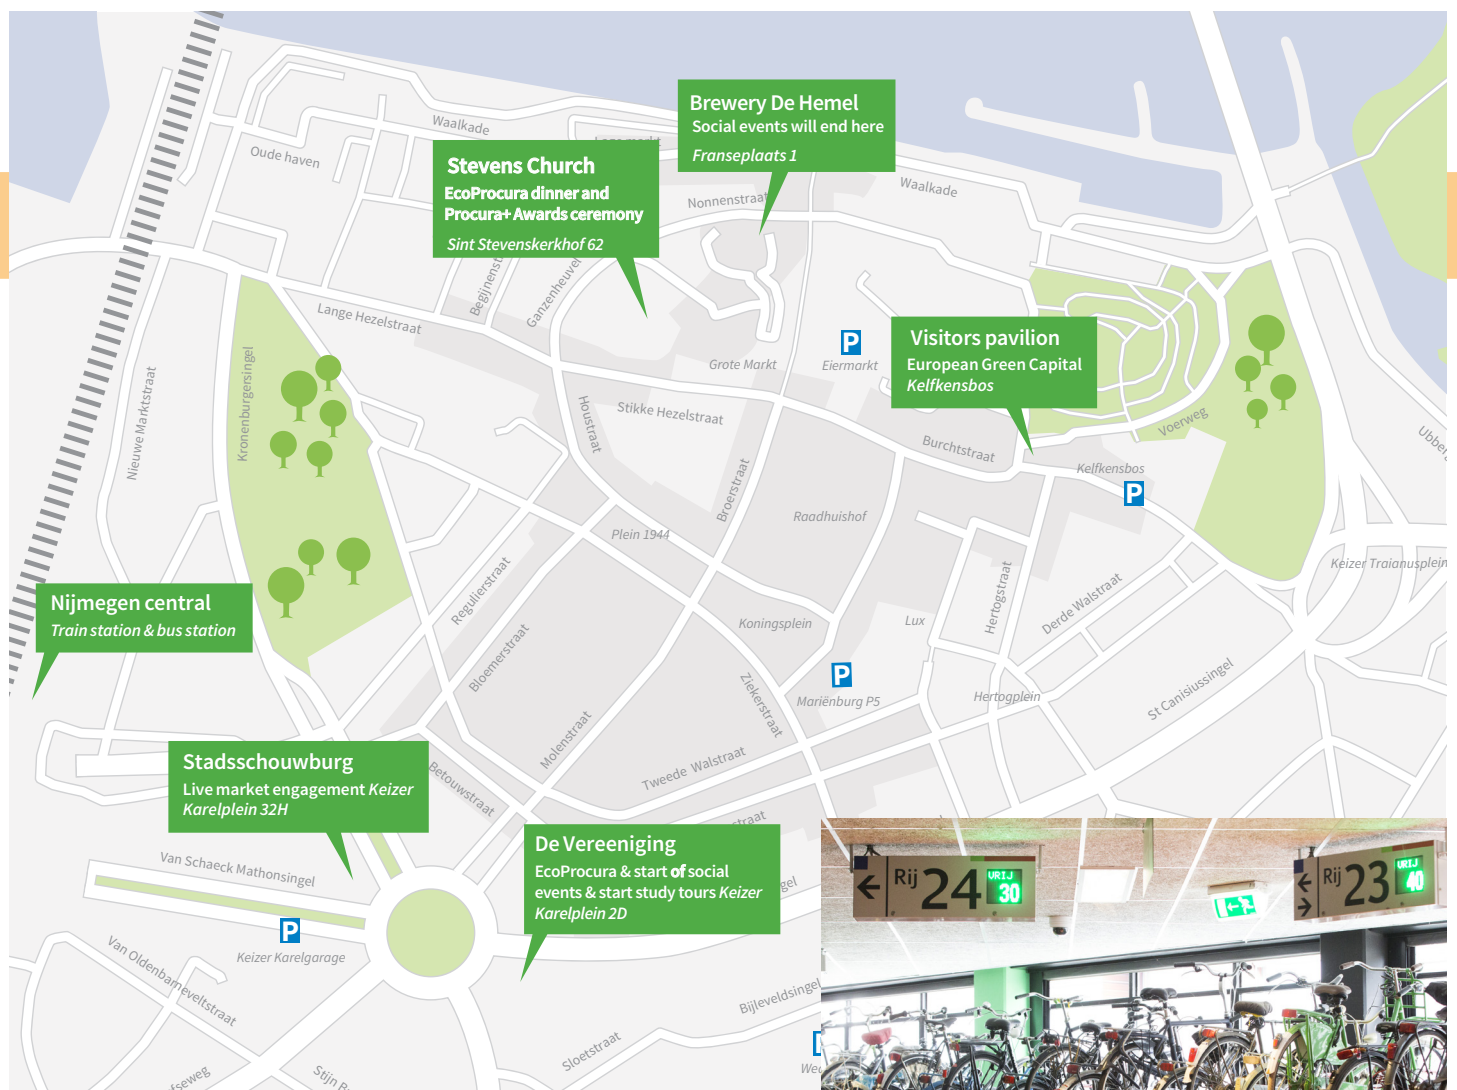 Waalkade
Oude haven
Brewery De Hemel
Social events will end here
Franseplaats 1
Stevens Church
EcoProcura dinner and
Procura+ Awards ceremony
Sint Stevenskerkhof 62
Waalkade
Nonnenstraat
Ganzenheuvel
Lange Hezelstraat
P
Eiermarkt
Grote Markt
Visitors pavilion
European Green Capital
Kelfkensbos
Kronenburgersingel
Nieuwe Marktstraat
Stikke Hezelstraat
Houstraat
Burchtstraat
Voerweg
Kelfkensbos
P
Broerstraat
Raadhuishof
Plein 1944
Keizer Traianusplein
Nijmegen central
Train station & bus station
Regulierstraat
Bloemerstraat
Koningsplein
Lux
Hertogstraat
Derde Walstraat
P
Mariënburg P5
Ziekerstraat
Hertogplein
St Canisiussingel
Molenstraat
Tweede Walstraat
Betouwstraat
Stadsschouwburg
Live market engagement Keizer
Karelplein 32H
De Vereeniging
EcoProcura & start of social
events & start study tours Keizer
Karelplein 2D
Van Schaeck Mathonsingel
P
Keizer Karelgarage
Van Oldenbarneveltstraat
Bijleveldsingel
Sloetstraat
Rij 24 VRIJ 30
Rij 23 VRIJ 40